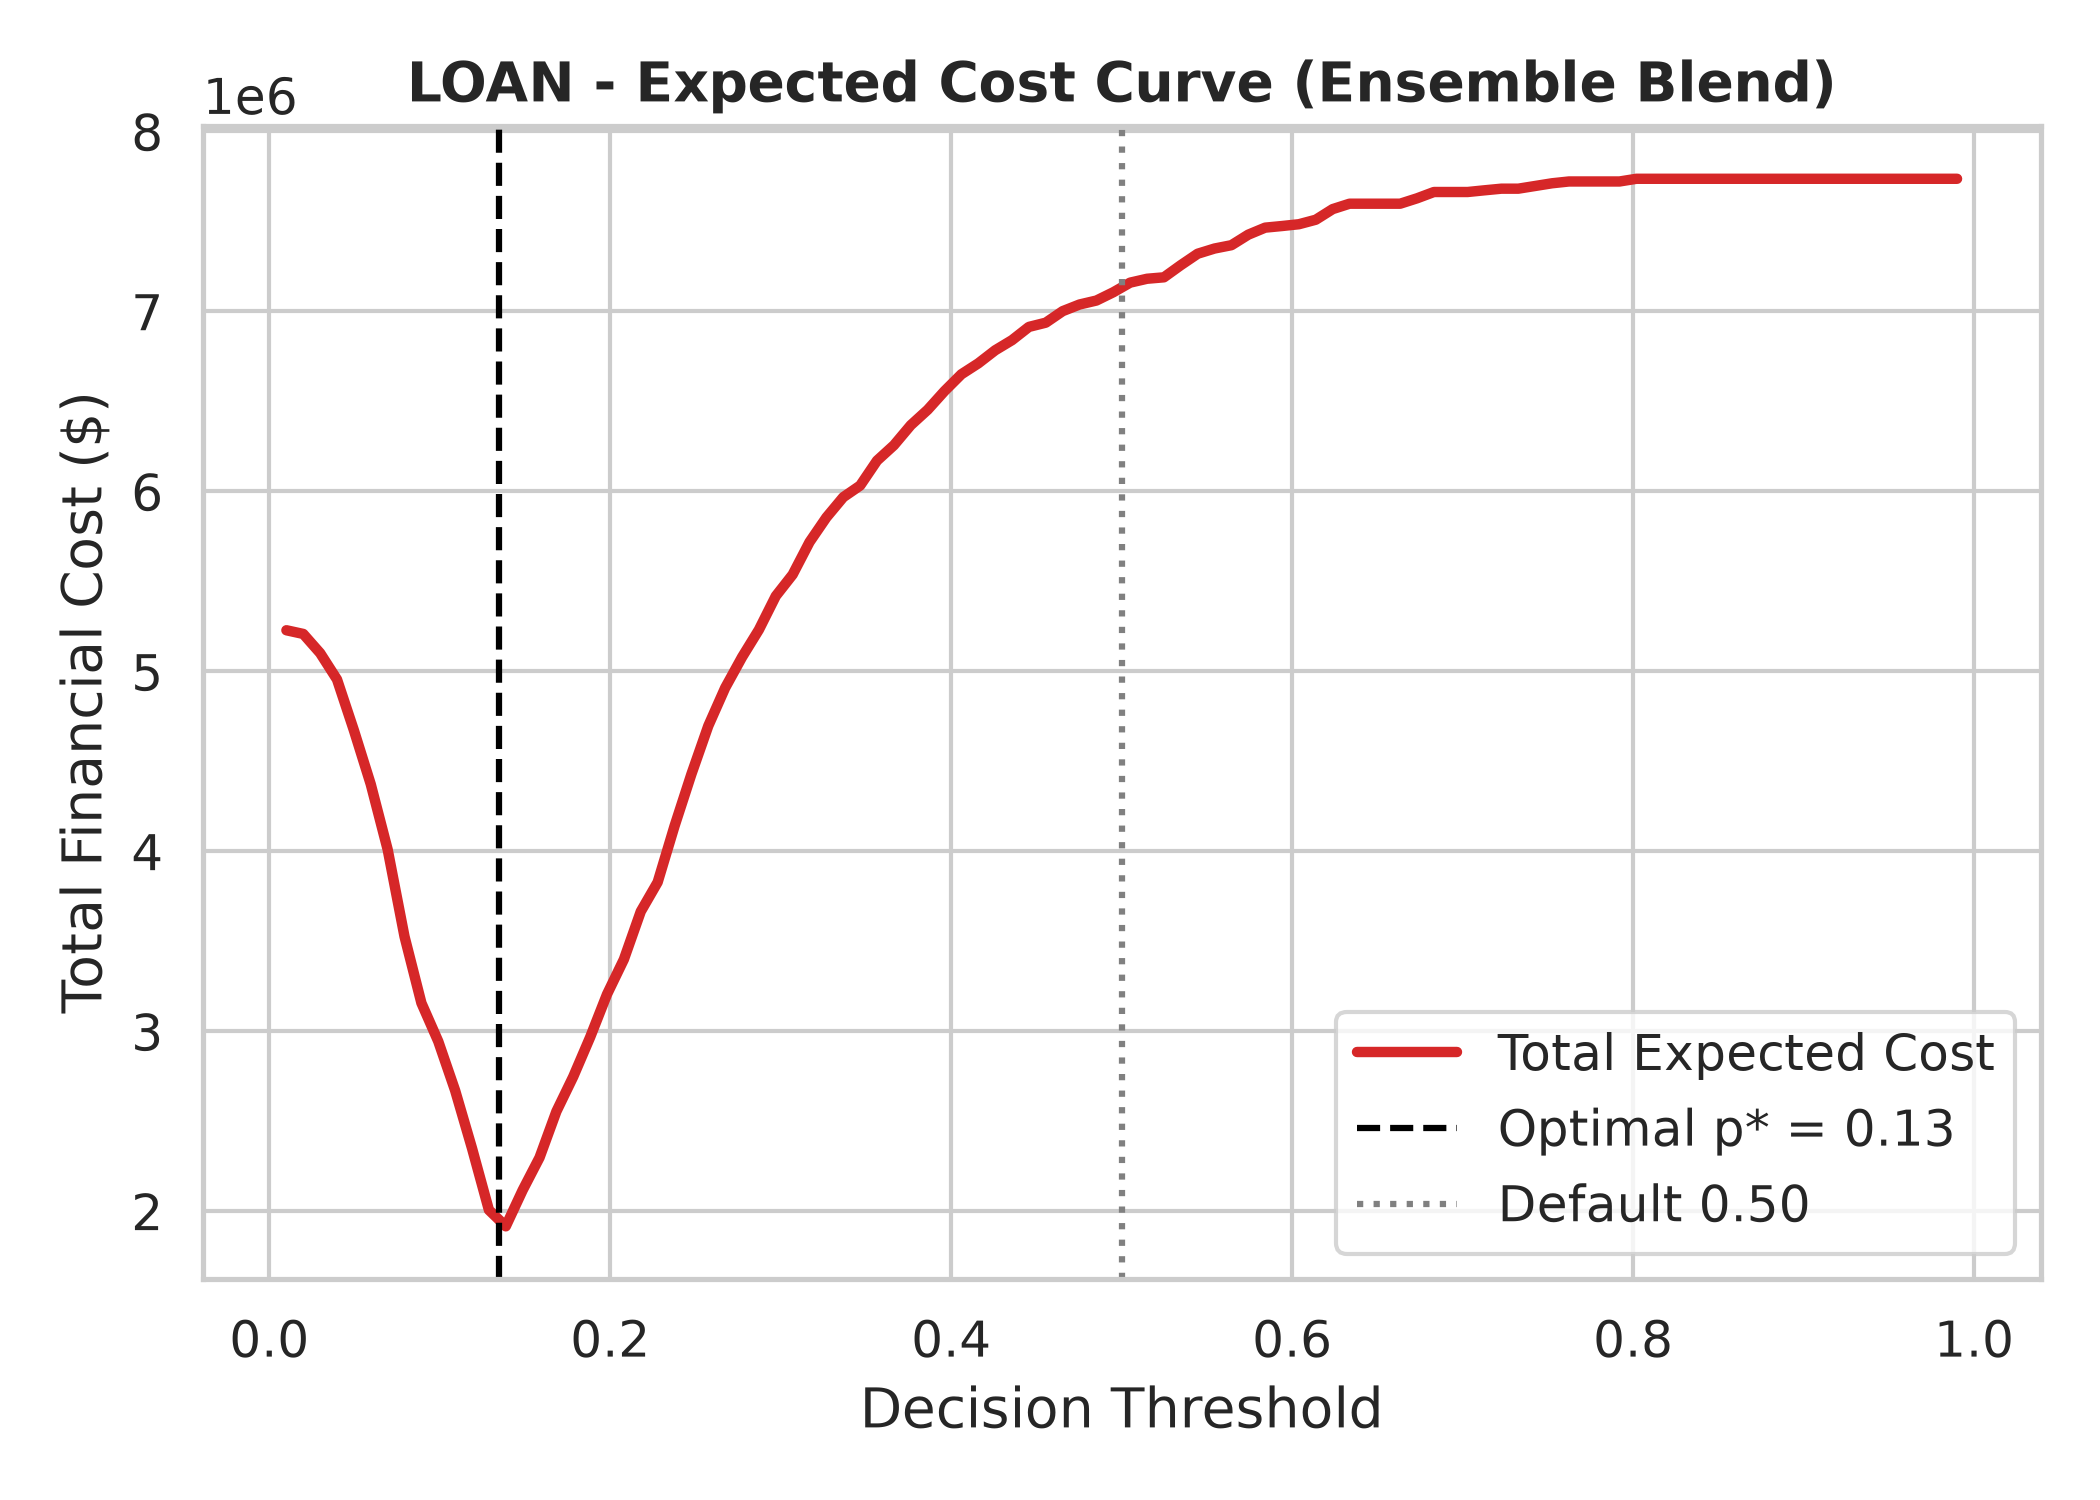 LOAN - Expected Cost Curve (Ensemble Blend)
1e6
8
7
6
5
4
3
2
Total Financial Cost ($)
Total Expected Cost
Optimal p* = 0.13
Default 0.50
0.0 0.2 0.4 0.6 0.8 1.0
Decision Threshold